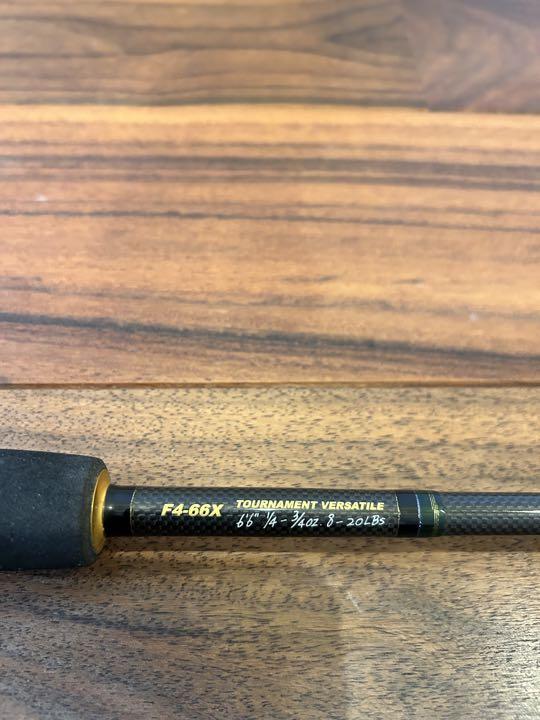 F4-66X
TOURNAMENT VERSATILE
6'6" 1/4 - 3/4oz. 8 - 20LBS